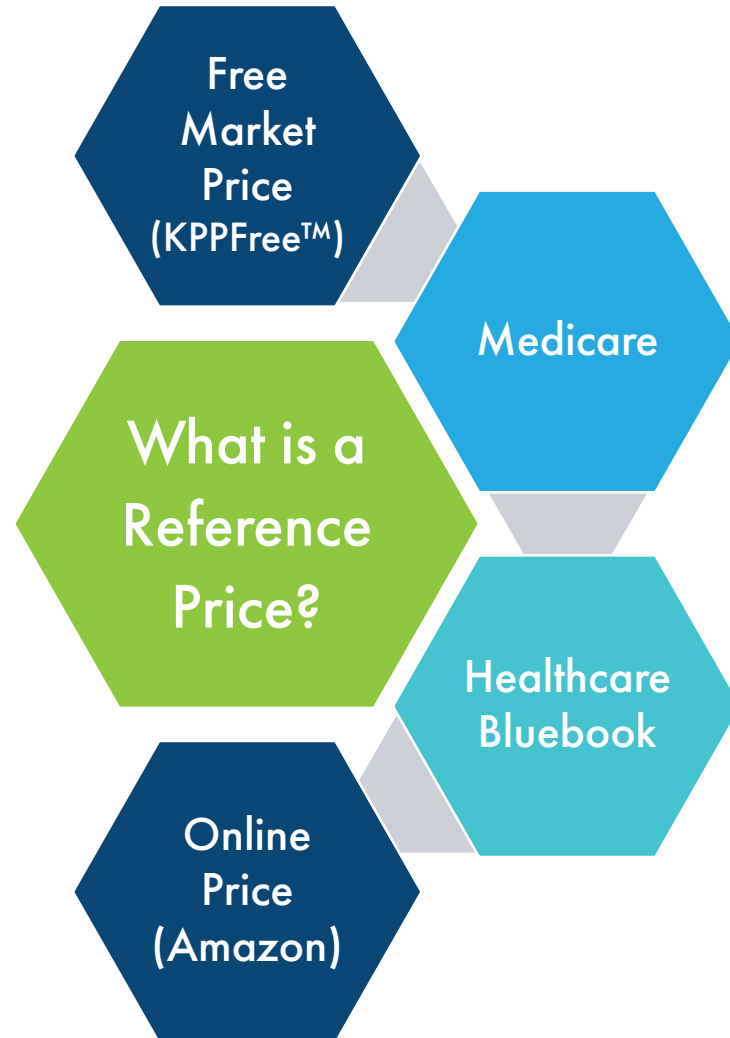 Free
Market
Price
(KPPFree™)
Medicare
What is a
Reference
Price?
Healthcare
Bluebook
Online
Price
(Amazon)